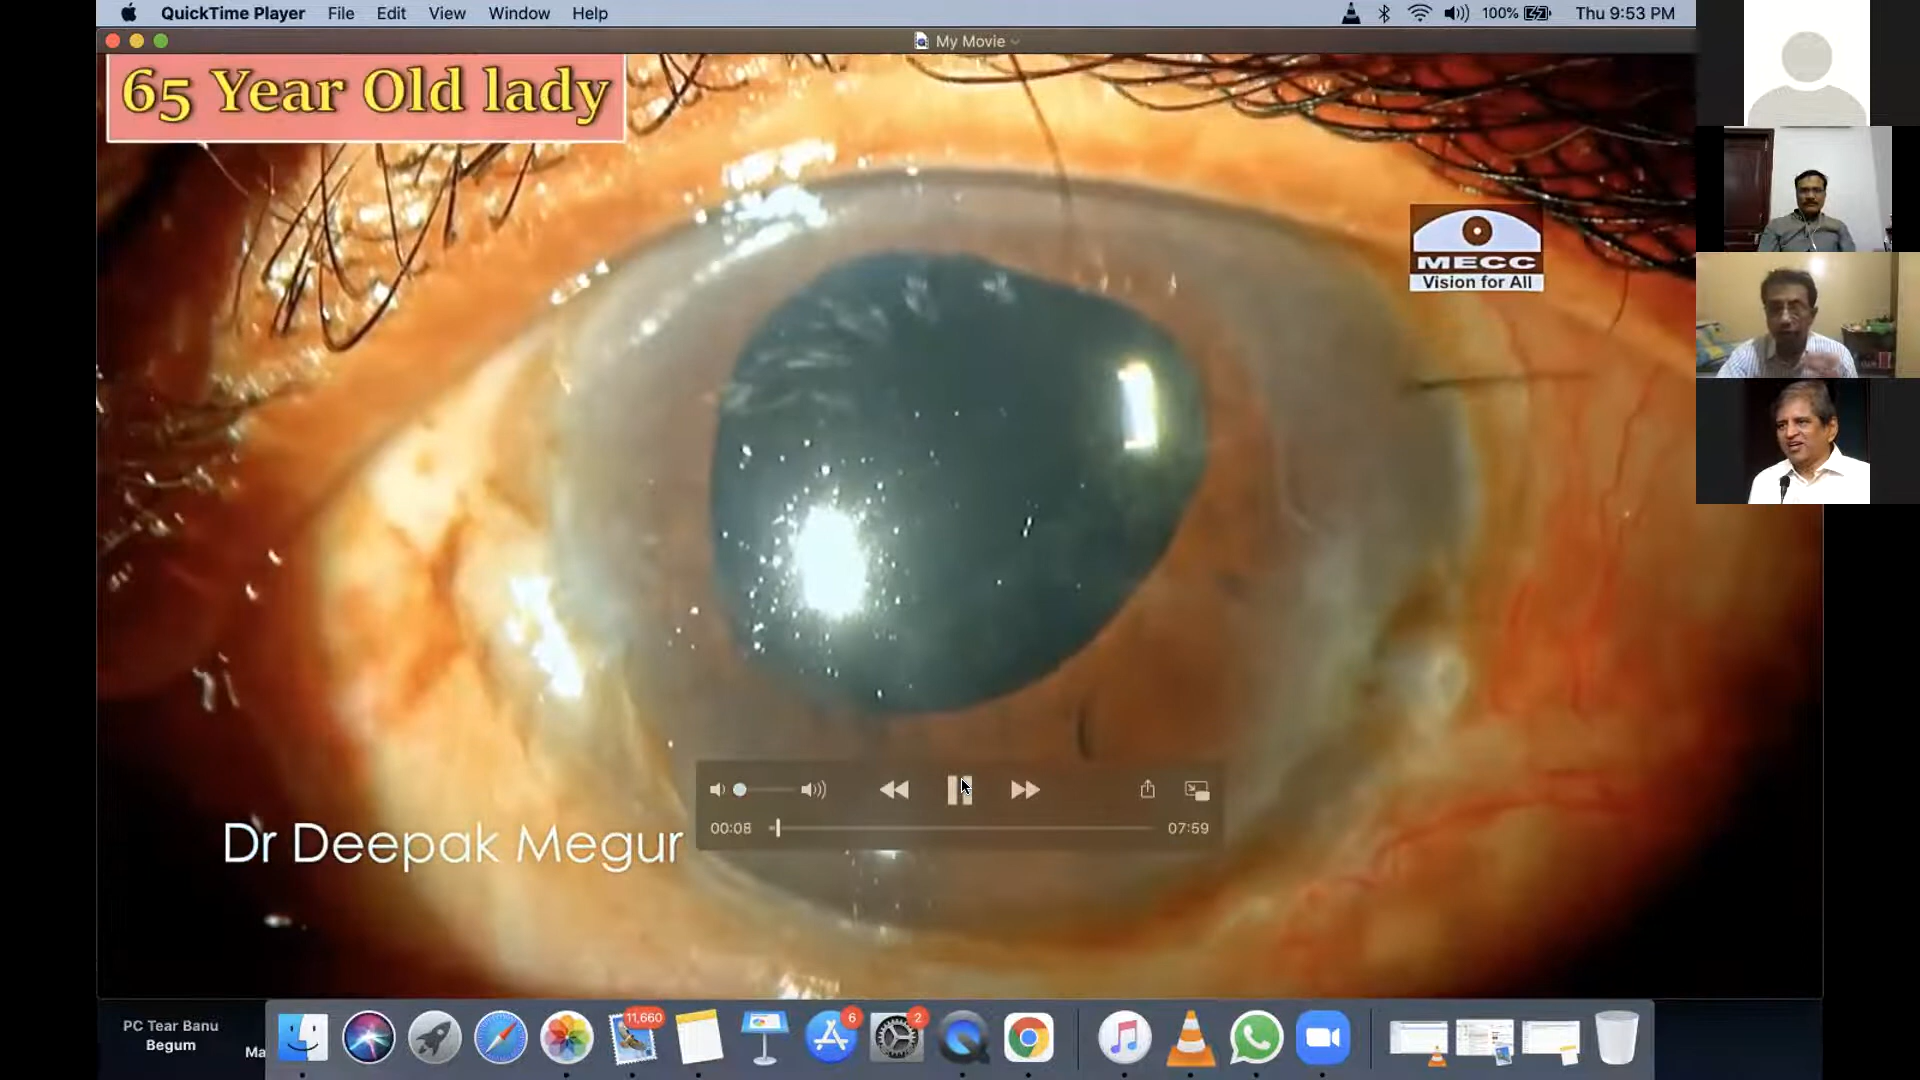 QuickTime Player File Edit View Window Help 100% Thu 9:53 PM
My Movie
65 Year Old lady
MECC
Vision for All
00:08 07:59
Dr Deepak Megur
11,660
6
2
PC Tear Banu
Begum
Ma